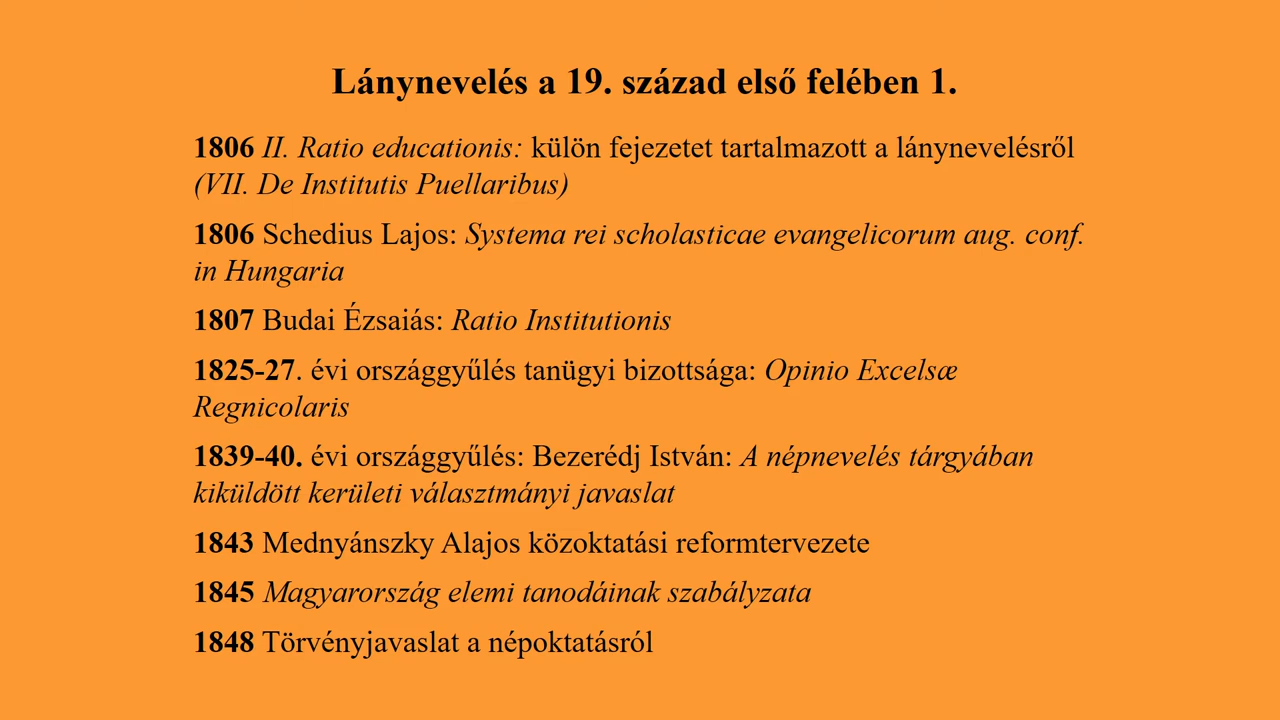 Lánynevelés a 19. század első felében 1.
1806 II. Ratio educationis: külön fejezetet tartalmazott a lánynevelésről
(VII. De Institutis Puellaribus)
1806 Schedius Lajos: Systema rei scholasticae evangelicorum aug. conf.
in Hungaria
1807 Budai Ézsaiás: Ratio Institutionis
1825-27. évi országgyűlés tanügyi bizottsága: Opinio Excelsæ
Regnicolaris
1839-40. évi országgyűlés: Bezerédj István: A népnevelés tárgyában
kiküldött kerületi választmányi javaslat
1843 Mednyánszky Alajos közoktatási reformtervezete
1845 Magyarország elemi tanodáinak szabályzata
1848 Törvényjavaslat a népoktatásról